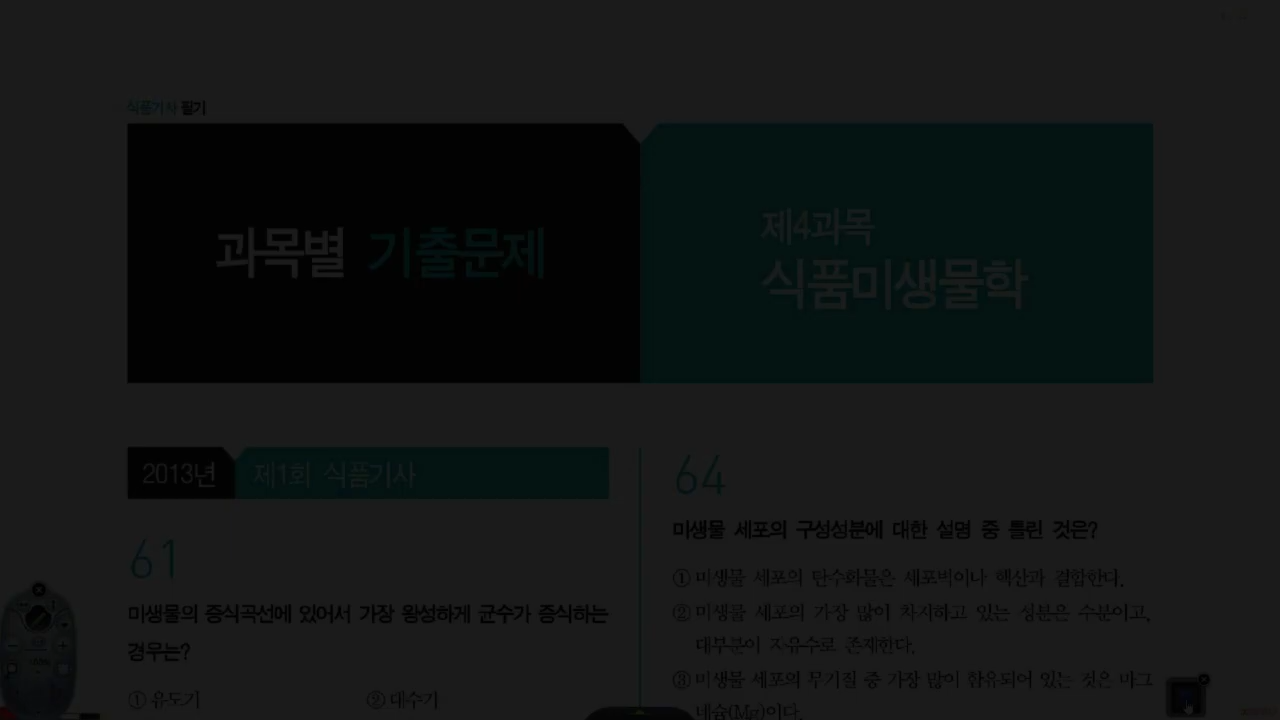 식품기사 필기
과목별 기출문제
제4과목
식품미생물학
2013년 제1회 식품기사
61
미생물의 증식곡선에 있어서 가장 왕성하게 균수가 증식하는
경우는?
① 유도기 ② 대수기
64
미생물 세포의 구성성분에 대한 설명 중 틀린 것은?
① 미생물 세포의 탄수화물은 세포벽이나 핵산과 결합한다.
② 미생물 세포의 가장 많이 차지하고 있는 성분은 수분이고,
대부분이 자유수로 존재한다.
③ 미생물 세포의 무기질 중 가장 많이 함유되어 있는 것은 마그
네슘(Mg)이다.